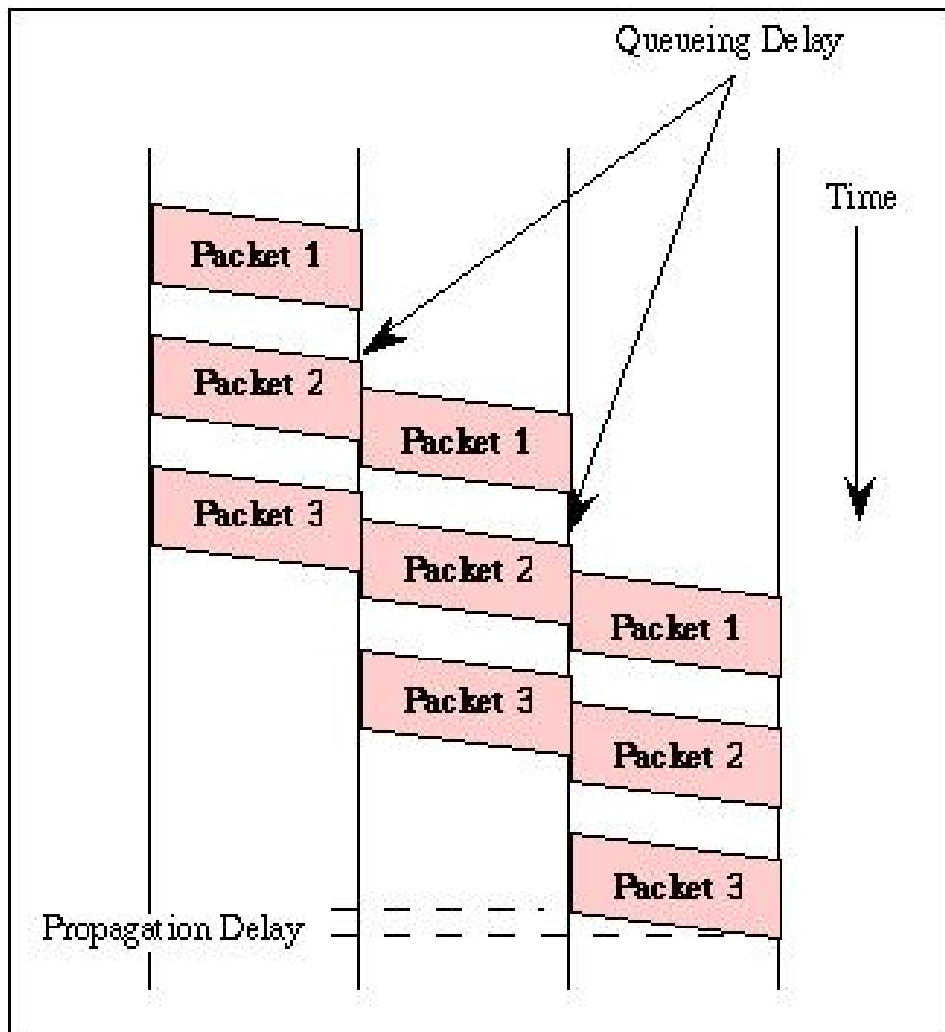 Queueing Delay
Time
Packet 1
Packet 2
Packet 1
Packet 3
Packet 2
Packet 1
Packet 3
Packet 2
Packet 3
Propagation Delay